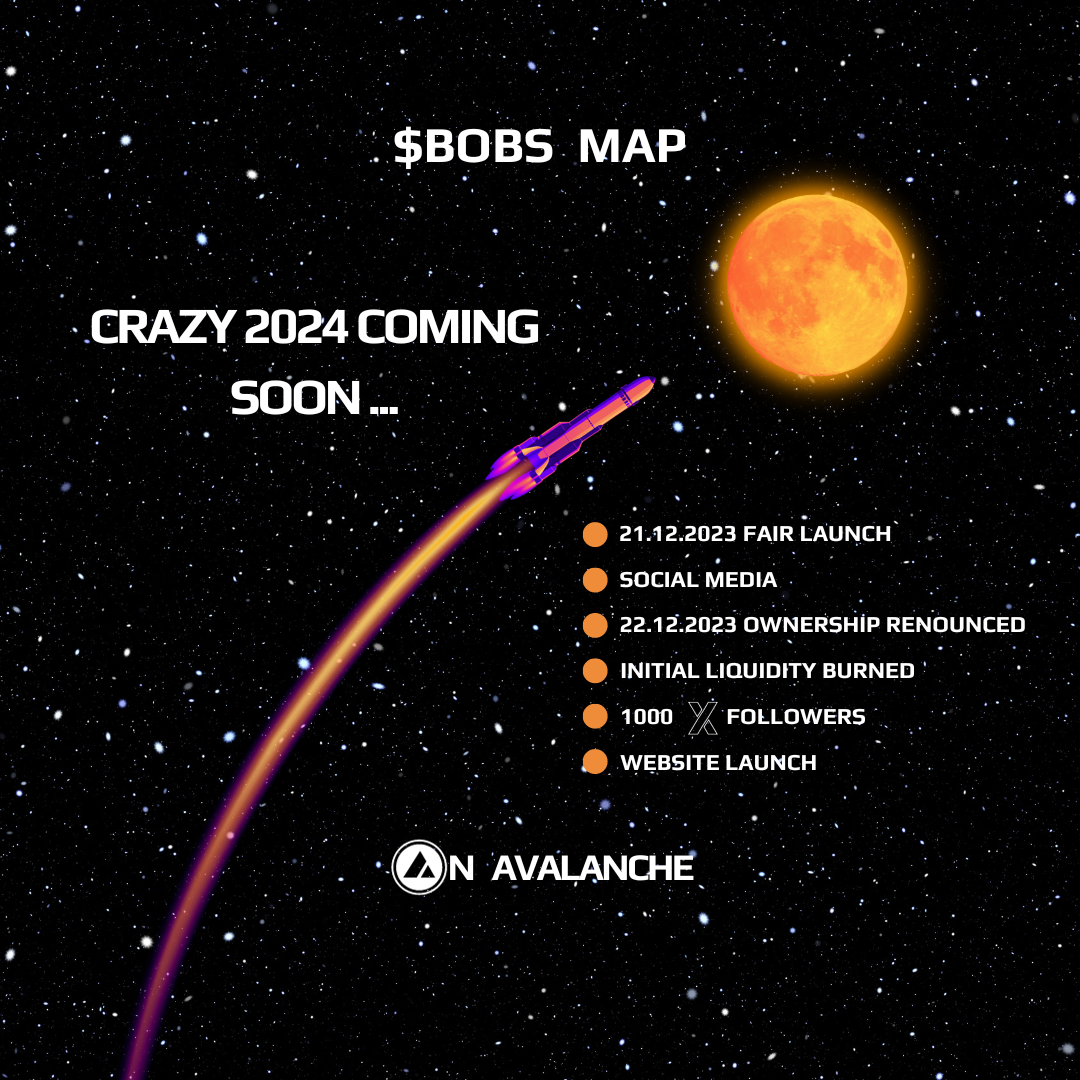 $BOBS MAP
CRAZY 2024 COMING
SOON ...
21.12.2023 FAIR LAUNCH
SOCIAL MEDIA
22.12.2023 OWNERSHIP RENOUNCED
INITIAL LIQUIDITY BURNED
1000 X FOLLOWERS
WEBSITE LAUNCH
ON AVALANCHE